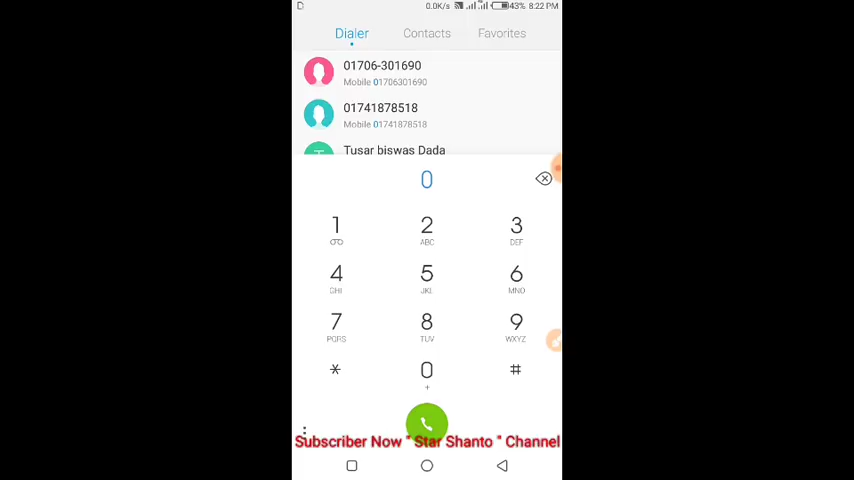 0.0K/s 43% 8:22 PM
Dialer Contacts Favorites
01706-301690
Mobile 01706301690
01741878518
Mobile 01741878518
Tusar biswas Dada
0
1 2 3
ABC DEF
4 5 6
GHI JKL MNO
7 8 9
PQRS TUV WXYZ
* 0 #
+
Subscriber Now " Star Shanto " Channel